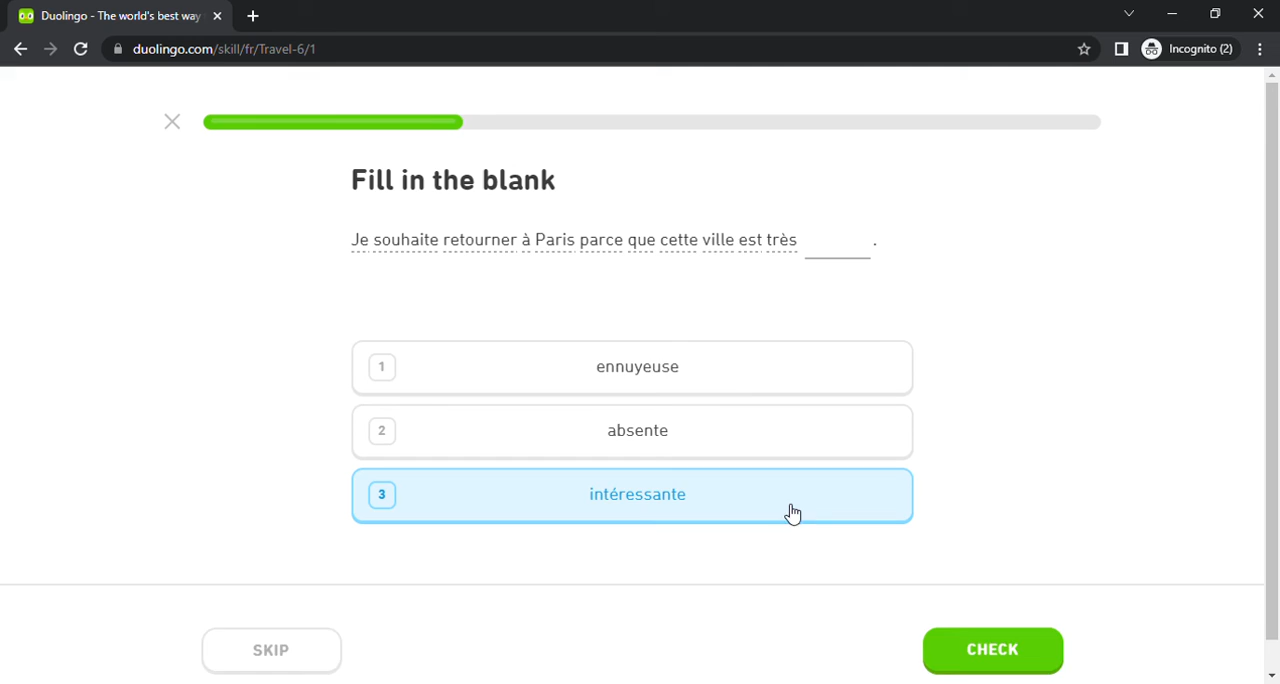 Duolingo - The world's best way
duolingo.com/skill/fr/Travel-6/1
Incognito (2)
Fill in the blank
Je souhaite retourner à Paris parce que cette ville est très ______.
1 ennuyeuse
2 absente
3 intéressante
SKIP
CHECK